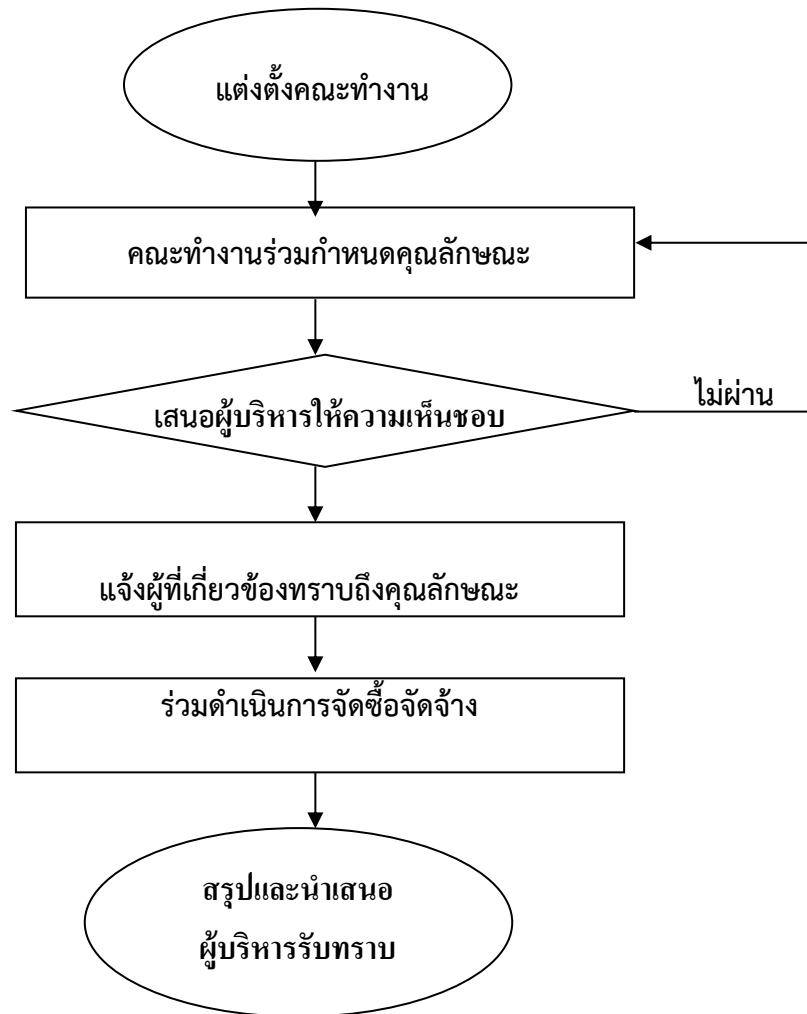 แต่งตั้งคณะทำงาน
คณะทำงานร่วมกำหนดคุณลักษณะ
เสนอผู้บริหารให้ความเห็นชอบ
ไม่ผ่าน
แจ้งผู้ที่เกี่ยวข้องทราบถึงคุณลักษณะ
ร่วมดำเนินการจัดซื้อจัดจ้าง
สรุปและนำเสนอ
ผู้บริหารรับทราบ